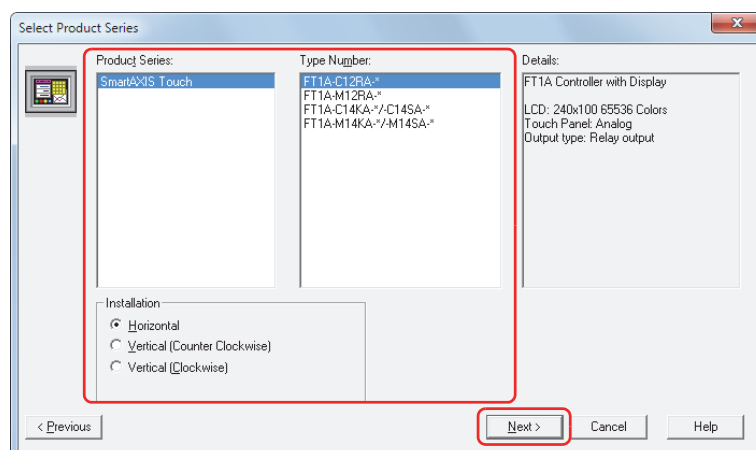 Select Product Series
Product Series:
SmartAXIS Touch
Type Number:
FT1A-C12RA-*
FT1A-M12RA-*
FT1A-C14KA-*/-C14SA-*
FT1A-M14KA-*/-M14SA-*
Details:
FT1A Controller with Display
LCD: 240x100 65536 Colors
Touch Panel: Analog
Output type: Relay output
Installation
Horizontal
Vertical (Counter Clockwise)
Vertical (Clockwise)
< Previous
Next >
Cancel
Help